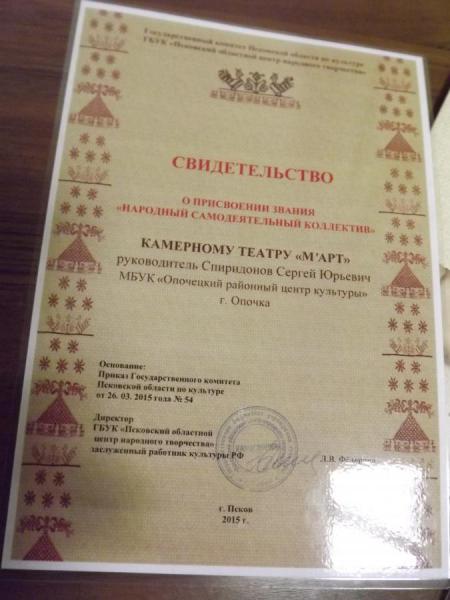 Государственный комитет Псковской области по культуре
ГБУК «Псковский областной центр народного творчества»
СВИДЕТЕЛЬСТВО
О ПРИСВОЕНИИ ЗВАНИЯ
«НАРОДНЫЙ САМОДЕЯТЕЛЬНЫЙ КОЛЛЕКТИВ»
КАМЕРНОМУ ТЕАТРУ «М'АРТ»
руководитель Спиридонов Сергей Юрьевич
МБУК «Опочецкий районный центр культуры»
г. Опочка
Основание:
Приказ Государственного комитета
Псковской области по культуре
от 26. 03. 2015 года № 54
Директор
ГБУК «Псковский областной
центр народного творчества»
заслуженный работник культуры РФ
Л.В. Фёдорова
г. Псков
2015 г.